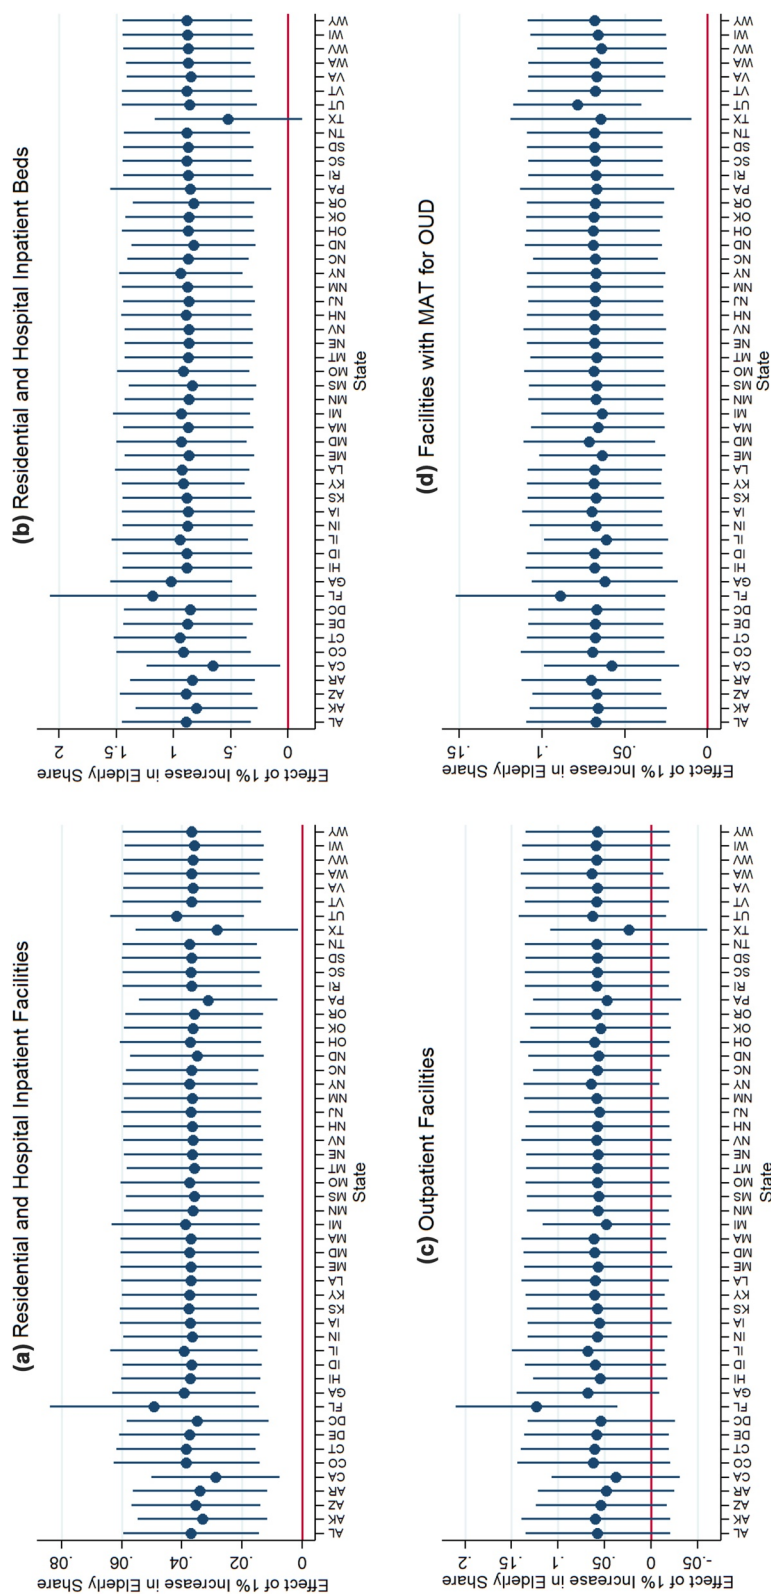 (a) Residential and Hospital Inpatient Facilities
Effect of 1% Increase in Elderly Share
.08
.06
.04
.02
0
AL AK AZ AR CA CO CT DE DC FL GA HI ID IL IN IA KS KY LA ME MD MA MI MN MS MO MT NE NV NH NJ NM NY NC ND OH OK OR PA RI SC SD TN TX UT VT VA WA WV WI WY
State
(b) Residential and Hospital Inpatient Beds
Effect of 1% Increase in Elderly Share
2
1.5
1
.5
0
AL AK AZ AR CA CO CT DE DC FL GA HI ID IL IN IA KS KY LA ME MD MA MI MN MS MO MT NE NV NH NJ NM NY NC ND OH OK OR PA RI SC SD TN TX UT VT VA WA WV WI WY
State
(c) Outpatient Facilities
Effect of 1% Increase in Elderly Share
.2
.15
.1
.05
0
-.05
AL AK AZ AR CA CO CT DE DC FL GA HI ID IL IN IA KS KY LA ME MD MA MI MN MS MO MT NE NV NH NJ NM NY NC ND OH OK OR PA RI SC SD TN TX UT VT VA WA WV WI WY
State
(d) Facilities with MAT for OUD
Effect of 1% Increase in Elderly Share
.15
.1
.05
0
AL AK AZ AR CA CO CT DE DC FL GA HI ID IL IN IA KS KY LA ME MD MA MI MN MS MO MT NE NV NH NJ NM NY NC ND OH OK OR PA RI SC SD TN TX UT VT VA WA WV WI WY
State